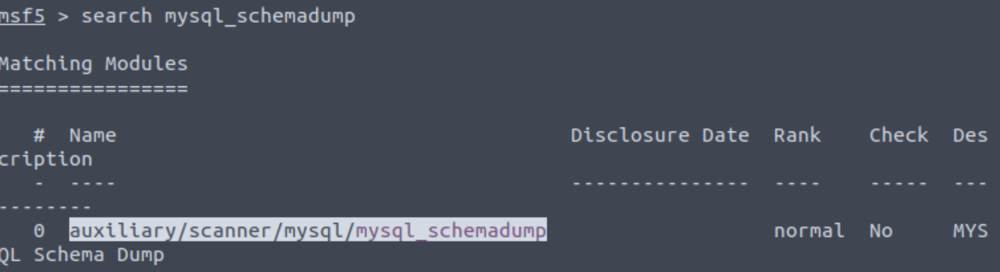 msf5 > search mysql_schemadump
Matching Modules
================
# Name Disclosure Date Rank Check Des
cription
- ---- --------------- ---- ----- ---
--------
0 auxiliary/scanner/mysql/mysql_schemadump normal No MYS
QL Schema Dump